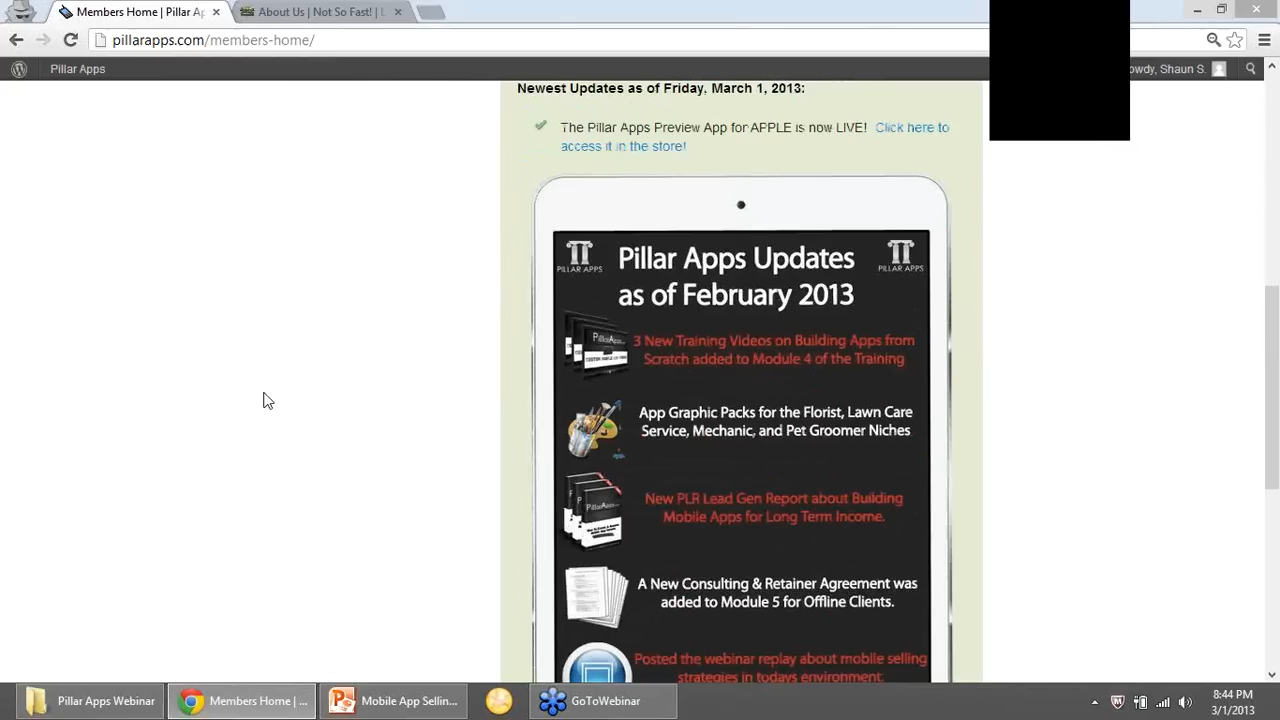 Members Home | Pillar Ap
About Us | Not So Fast! | L
pillarapps.com/members-home/
Pillar Apps
owdy, Shaun S.
Newest Updates as of Friday, March 1, 2013:
The Pillar Apps Preview App for APPLE is now LIVE! Click here to
access it in the store!
Pillar Apps Updates
as of February 2013
PILLAR APPS
PILLAR APPS
3 New Training Videos on Building Apps from
Scratch added to Module 4 of the Training
App Graphic Packs for the Florist, Lawn Care
Service, Mechanic, and Pet Groomer Niches
New PLR Lead Gen Report about Building
Mobile Apps for Long Term Income.
A New Consulting & Retainer Agreement was
added to Module 5 for Offline Clients.
Posted the webinar replay about mobile selling
strategies in todays environment.
Pillar Apps Webinar
Members Home | ...
Mobile App Sellin...
GoToWebinar
8:44 PM
3/1/2013